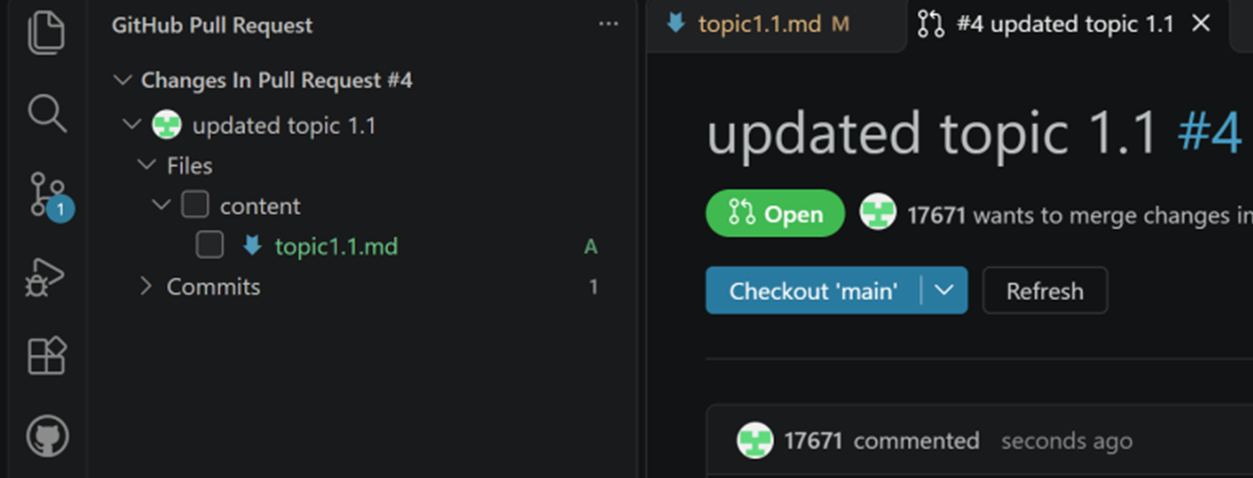 GitHub Pull Request ...
Changes In Pull Request #4
updated topic 1.1
Files
content
topic1.1.md A
Commits 1
1
topic1.1.md M
#4 updated topic 1.1
updated topic 1.1 #4
Open 17671 wants to merge changes in
Checkout 'main' Refresh
17671 commented seconds ago